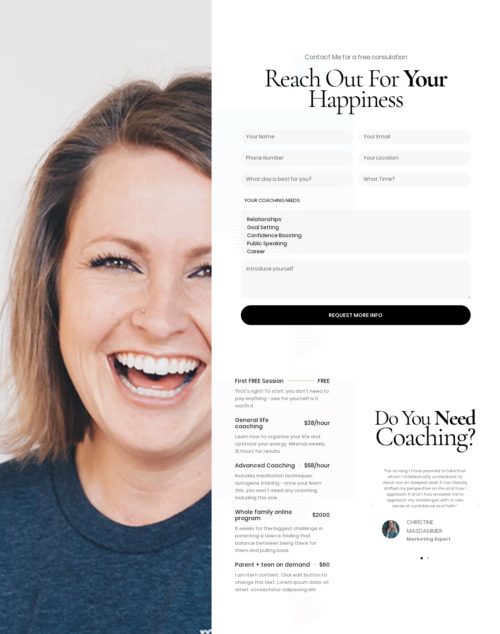 Contact Me for a free consulation
Reach Out For Your
Happiness
Your Name
Your Email
Phone Number
Your Location
What day is best for you?
What Time?
YOUR COACHING NEEDS:
Relationships
Goal Setting
Confidence Boosting
Public Speaking
Career
Introduce yourself
REQUEST MORE INFO
First FREE Session
FREE
That's right! To start, you don't need to
pay anything - see for yourself is it
worth it
General life
coaching
$38/hour
Learn how to organize your life and
optimize your energy. Minimal weekly
15 hours for results.
Advanced Coaching
$58/hour
Includes meditation techniques,
autogene training - once your learn
this, you won't need any coaching,
including this one.
Whole family online
program
$2000
6 weeks for the biggest challenge in
parenting a teen is finding that
balance between being there for
them and pulling back.
Parent + teen on demand
$90
I am item content. Click edit button to
change this text. Lorem ipsum dolor sit
amet, consectetur adipiscing elit.
Do You Need
Coaching?
"For so long, I have yearned to take that
which I intellectually understood, to
reach me on deepest level. It has literally
shifted my perspective on life and how I
approach it and I has enabled me to
approach my challenges with a new
sense of confidence and faith."
CHRISTINE
MASDAMMER
Marketing Expert